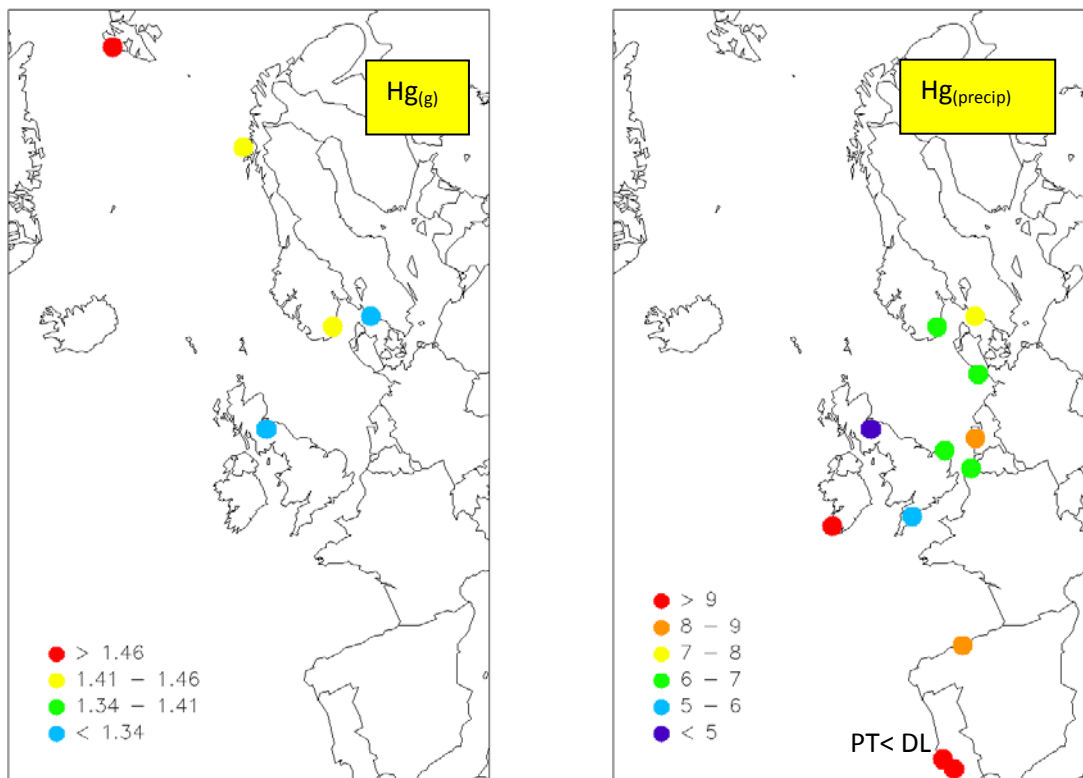 Hg(g)
> 1.46
1.41 – 1.46
1.34 – 1.41
< 1.34
Hg(precip)
> 9
8 – 9
7 – 8
6 – 7
5 – 6
< 5
PT< DL